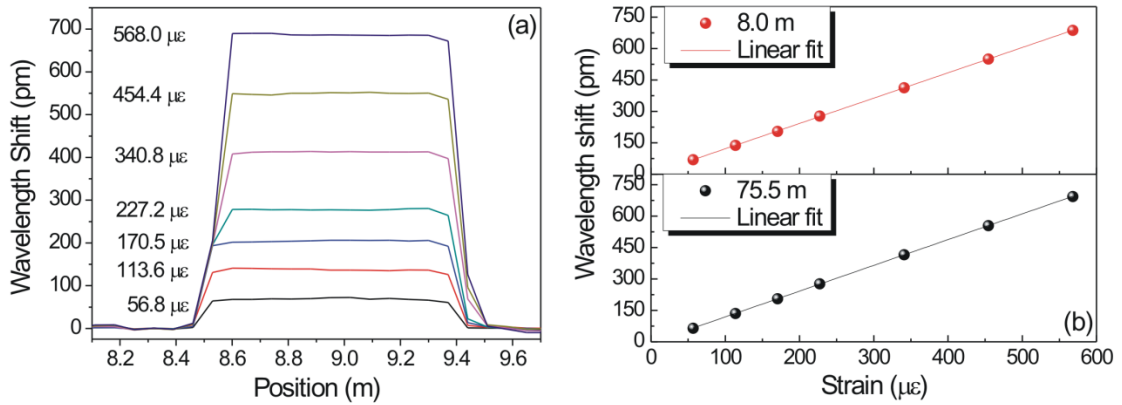 (a)
Wavelength Shift (pm)
700
600
500
400
300
200
100
0
568.0 με
454.4 με
340.8 με
227.2 με
170.5 με
113.6 με
56.8 με
8.2 8.4 8.6 8.8 9.0 9.2 9.4 9.6
Position (m)
Wavelength shift (pm)
750
600
450
300
150
0
8.0 m
Linear fit
750
600
450
300
150
0
75.5 m
Linear fit
(b)
0 100 200 300 400 500 600
Strain (με)